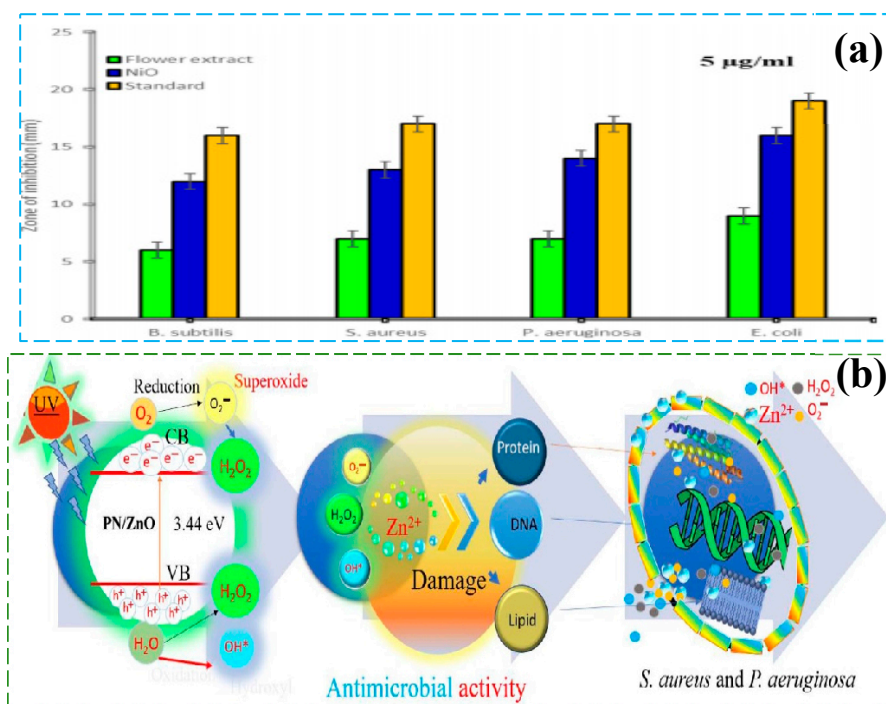 (a)
25
20
15
10
5
0
Zone of inhibition (mm)
Flower extract
NiO
Standard
5 µg/ml
B. subtilis
S. aureus
P. aeruginosa
E. coli
(b)
UV
Reduction
Superoxide
O₂
O₂⁻
CB
e⁻ e⁻ e⁻ e⁻ e⁻
H₂O₂
PN/ZnO
3.44 eV
VB
h⁺ h⁺ h⁺ h⁺ h⁺ h⁺
H₂O₂
H₂O
OH*
Oxidation
Hydroxyl
O₂⁻
H₂O₂
OH*
Zn²⁺
Damage
Protein
DNA
Lipid
Antimicrobial activity
OH* H₂O₂
Zn²⁺ O₂⁻
S. aureus and P. aeruginosa